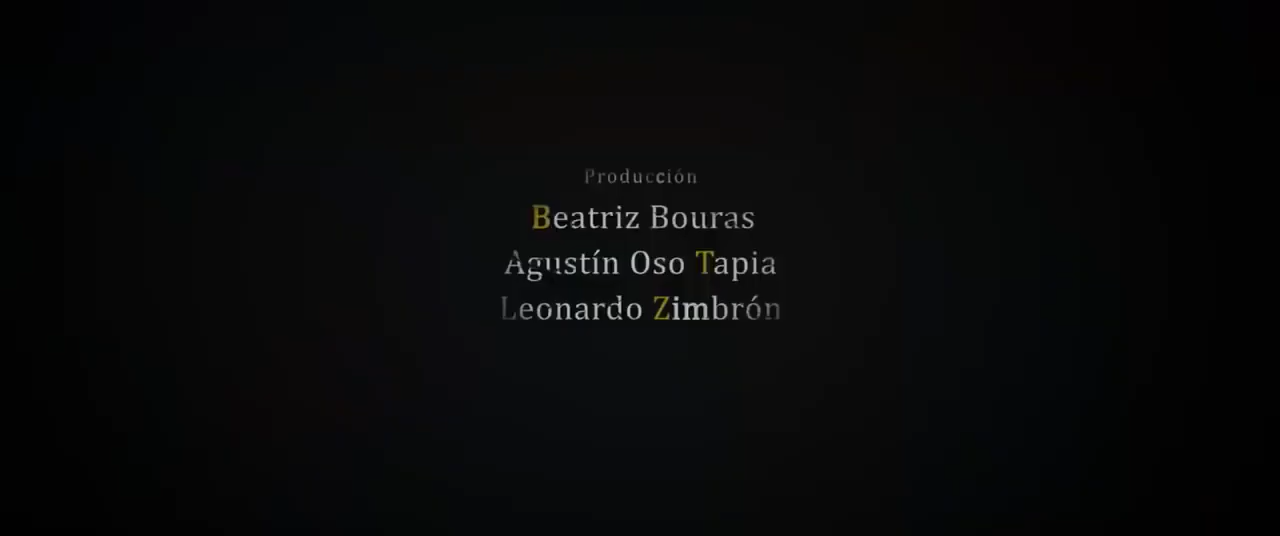 Producción
Beatriz Bouras
Agustín Oso Tapia
Leonardo Zimbrón